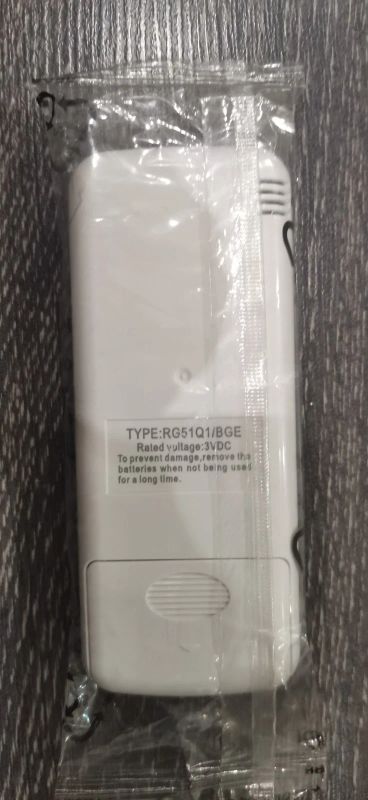 TYPE:RG51Q1/BGE
Rated voltage:3VDC
To prevent damage,remove the
batteries when not being used
for a long time.